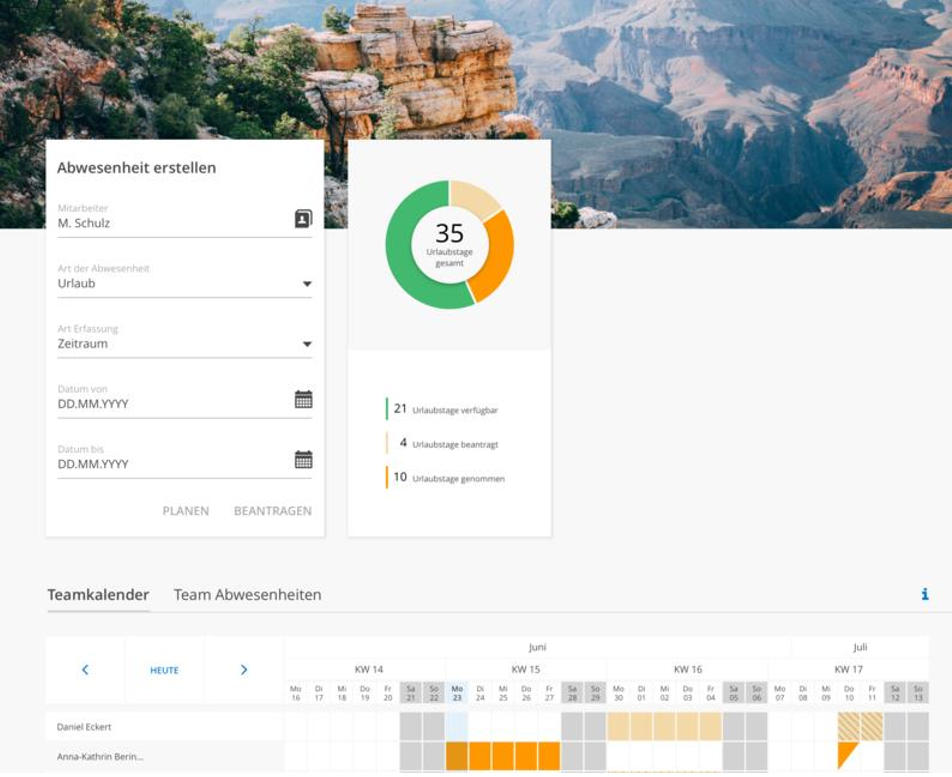 Abwesenheit erstellen
Mitarbeiter
M. Schulz
Art der Abwesenheit
Urlaub
Art Erfassung
Zeitraum
Datum von
DD.MM.YYYY
Datum bis
DD.MM.YYYY
PLANEN BEANTRAGEN
35
Urlaubstage
gesamt
21 Urlaubstage verfügbar
4 Urlaubstage beantragt
10 Urlaubstage genommen
Teamkalender Team Abwesenheiten i
Juni Juli
HEUTE KW 14 KW 15 KW 16 KW 17
Mo Di Mi Do Fr Sa So Mo Di Mi Do Fr Sa So Mo Di Mi Do Fr Sa So Mo Di Mi Do Fr Sa So
16 17 18 19 20 21 22 23 24 25 26 27 28 29 30 01 02 03 04 05 06 07 08 09 10 11 12 13
Daniel Eckert
Anna-Kathrin Berin...